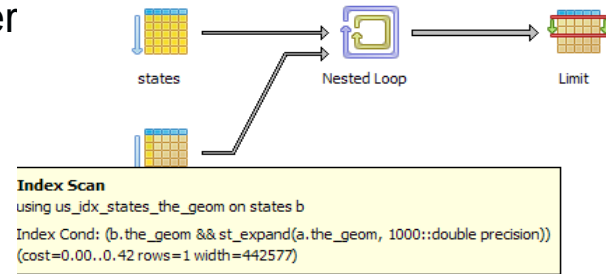 er
states
Nested Loop
Limit
Index Scan
using us_idx_states_the_geom on states b
Index Cond: (b.the_geom && st_expand(a.the_geom, 1000::double precision))
(cost=0.00..0.42 rows=1 width=442577)